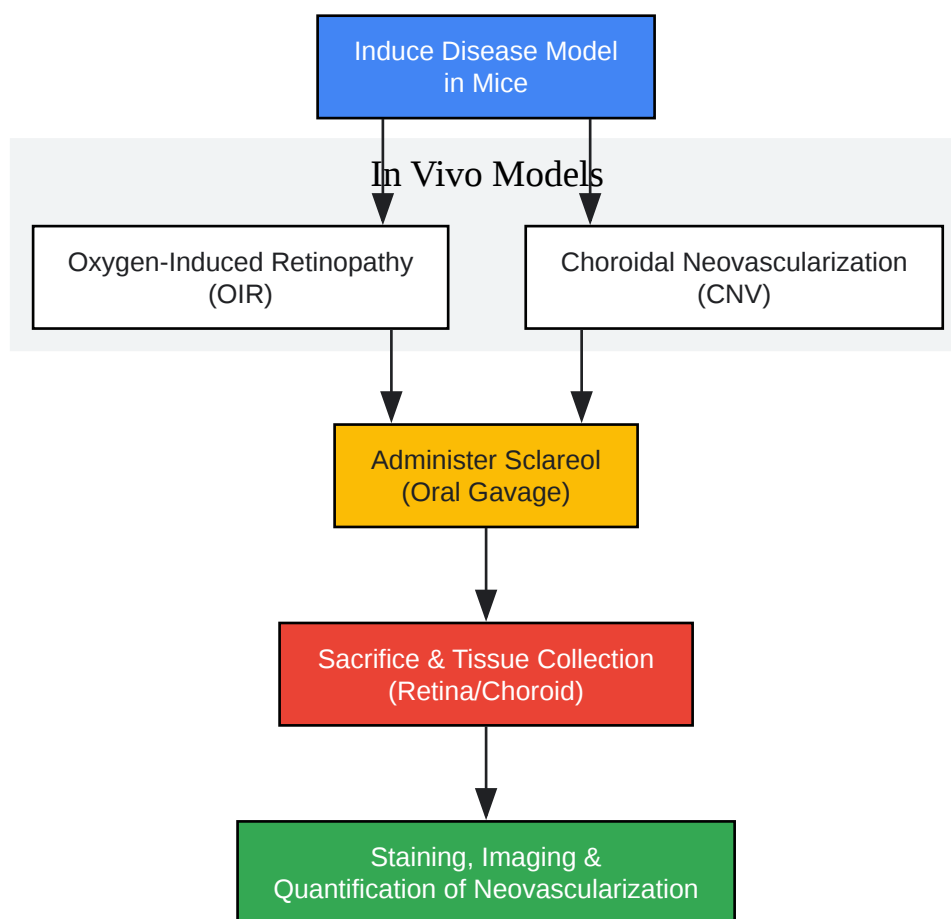 Induce Disease Model
in Mice
In Vivo Models
Oxygen-Induced Retinopathy
(OIR)
Choroidal Neovascularization
(CNV)
Administer Sclareol
(Oral Gavage)
Sacrifice & Tissue Collection
(Retina/Choroid)
Staining, Imaging &
Quantification of Neovascularization